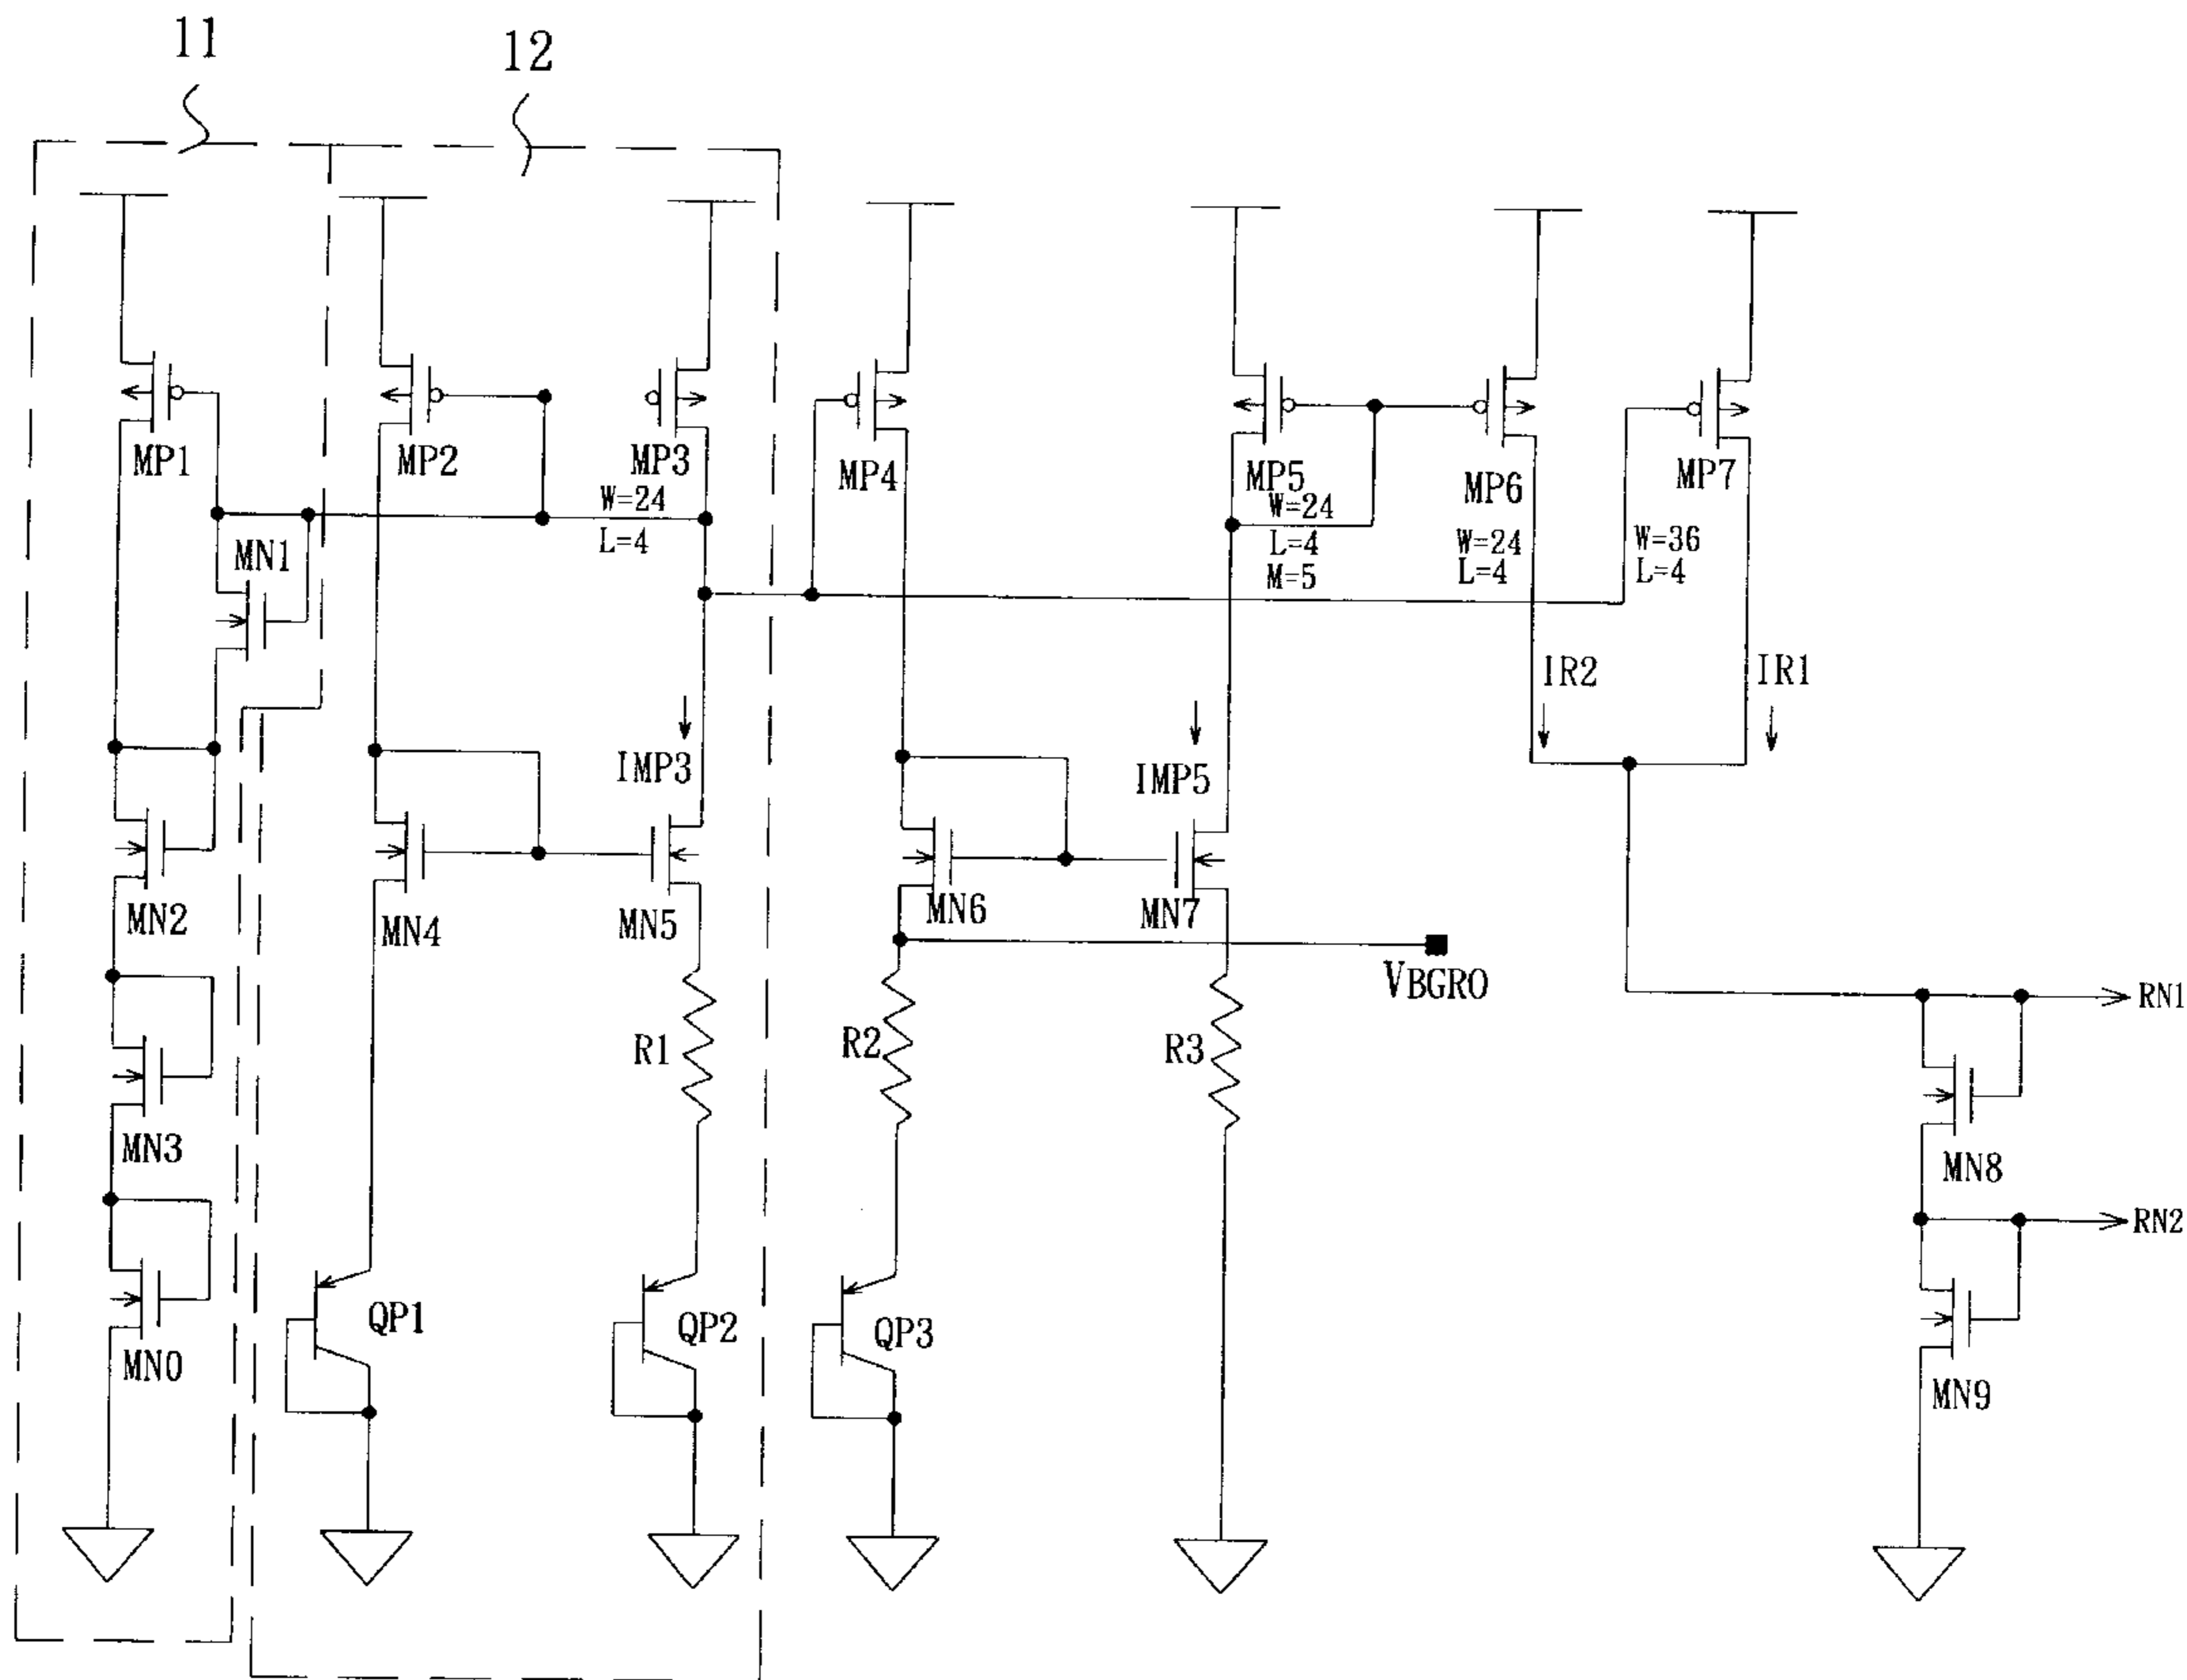 11
12
MP1
MP2
MP3
W=24
L=4
MP4
MP5
W=24
L=4
M=5
MP6
W=24
L=4
MP7
W=36
L=4
MN1
IR2
IR1
IMP3
IMP5
MN2
MN4
MN5
MN6
MN7
VBGRO
RN1
R1
R2
R3
MN3
MN8
RN2
QP1
QP2
QP3
MN0
MN9